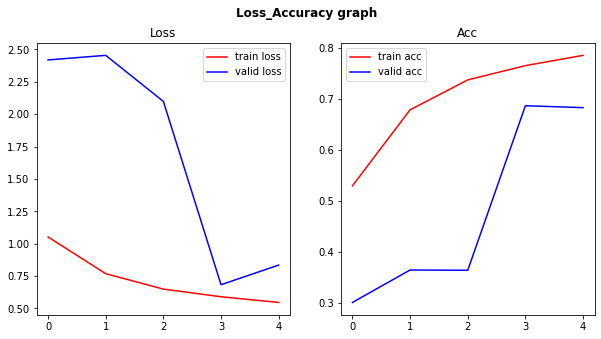 Loss_Accuracy graph
Loss
2.50
2.25
2.00
1.75
1.50
1.25
1.00
0.75
0.50
0 1 2 3 4
train loss
valid loss
Acc
0.8
0.7
0.6
0.5
0.4
0.3
0 1 2 3 4
train acc
valid acc